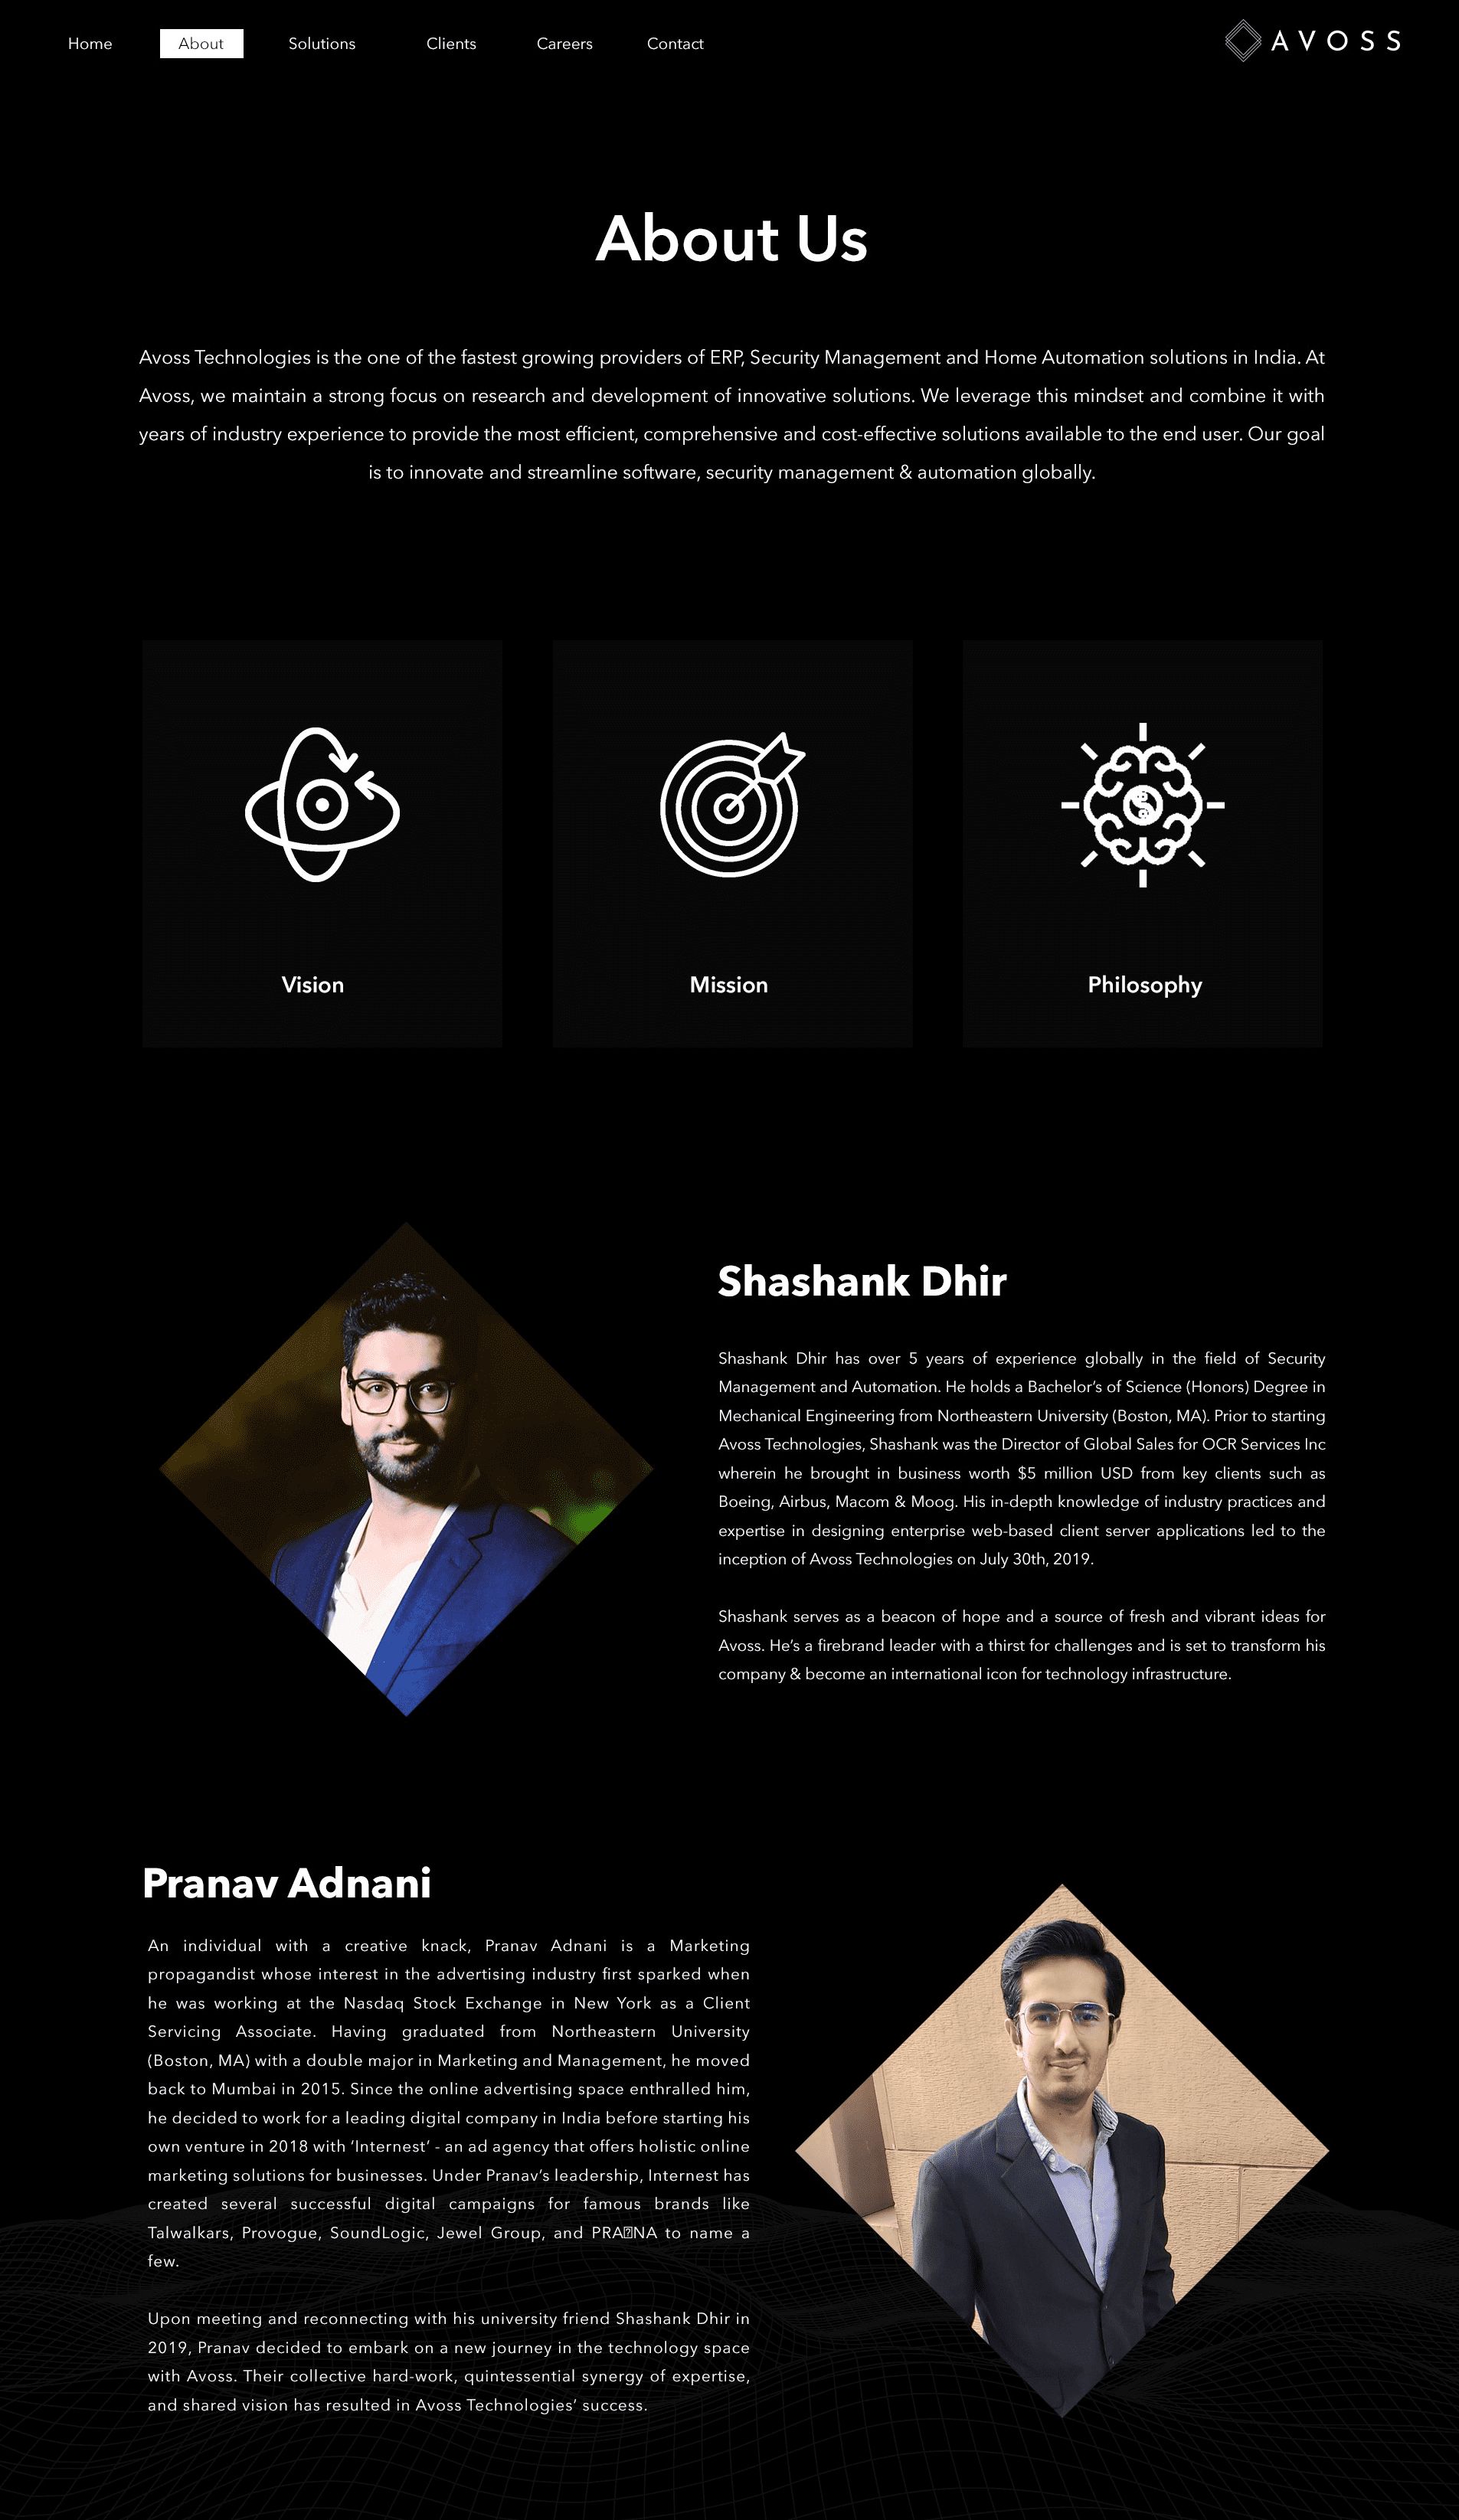 Home About Solutions Clients Careers Contact AVOSS
About Us
Avoss Technologies is the one of the fastest growing providers of ERP, Security Management and Home Automation solutions in India. At
Avoss, we maintain a strong focus on research and development of innovative solutions. We leverage this mindset and combine it with
years of industry experience to provide the most efficient, comprehensive and cost-effective solutions available to the end user. Our goal
is to innovate and streamline software, security management & automation globally.
Vision Mission Philosophy
Shashank Dhir
Shashank Dhir has over 5 years of experience globally in the field of Security
Management and Automation. He holds a Bachelor’s of Science (Honors) Degree in
Mechanical Engineering from Northeastern University (Boston, MA). Prior to starting
Avoss Technologies, Shashank was the Director of Global Sales for OCR Services Inc
wherein he brought in business worth $5 million USD from key clients such as
Boeing, Airbus, Macom & Moog. His in-depth knowledge of industry practices and
expertise in designing enterprise web-based client server applications led to the
inception of Avoss Technologies on July 30th, 2019.
Shashank serves as a beacon of hope and a source of fresh and vibrant ideas for
Avoss. He’s a firebrand leader with a thirst for challenges and is set to transform his
company & become an international icon for technology infrastructure.
Pranav Adnani
An individual with a creative knack, Pranav Adnani is a Marketing
propagandist whose interest in the advertising industry first sparked when
he was working at the Nasdaq Stock Exchange in New York as a Client
Servicing Associate. Having graduated from Northeastern University
(Boston, MA) with a double major in Marketing and Management, he moved
back to Mumbai in 2015. Since the online advertising space enthralled him,
he decided to work for a leading digital company in India before starting his
own venture in 2018 with ‘Internest’ - an ad agency that offers holistic online
marketing solutions for businesses. Under Pranav’s leadership, Internest has
created several successful digital campaigns for famous brands like
Talwalkars, Provogue, SoundLogic, Jewel Group, and PRA⍰NA to name a
few.
Upon meeting and reconnecting with his university friend Shashank Dhir in
2019, Pranav decided to embark on a new journey in the technology space
with Avoss. Their collective hard-work, quintessential synergy of expertise,
and shared vision has resulted in Avoss Technologies’ success.